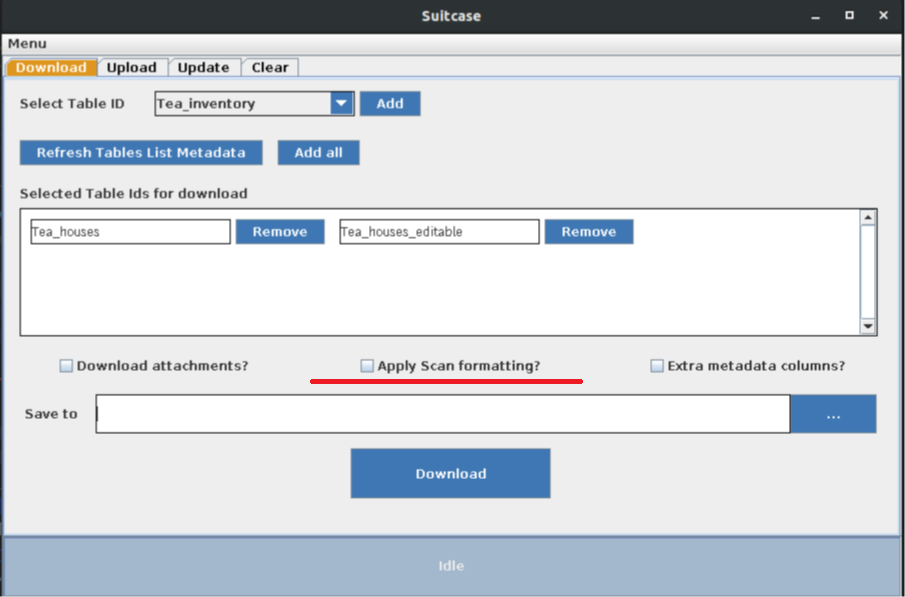 Suitcase
Menu
Download Upload Update Clear
Select Table ID Tea_inventory Add
Refresh Tables List Metadata Add all
Selected Table Ids for download
Tea_houses Remove Tea_houses_editable Remove
Download attachments? Apply Scan formatting? Extra metadata columns?
Save to ...
Download
Idle